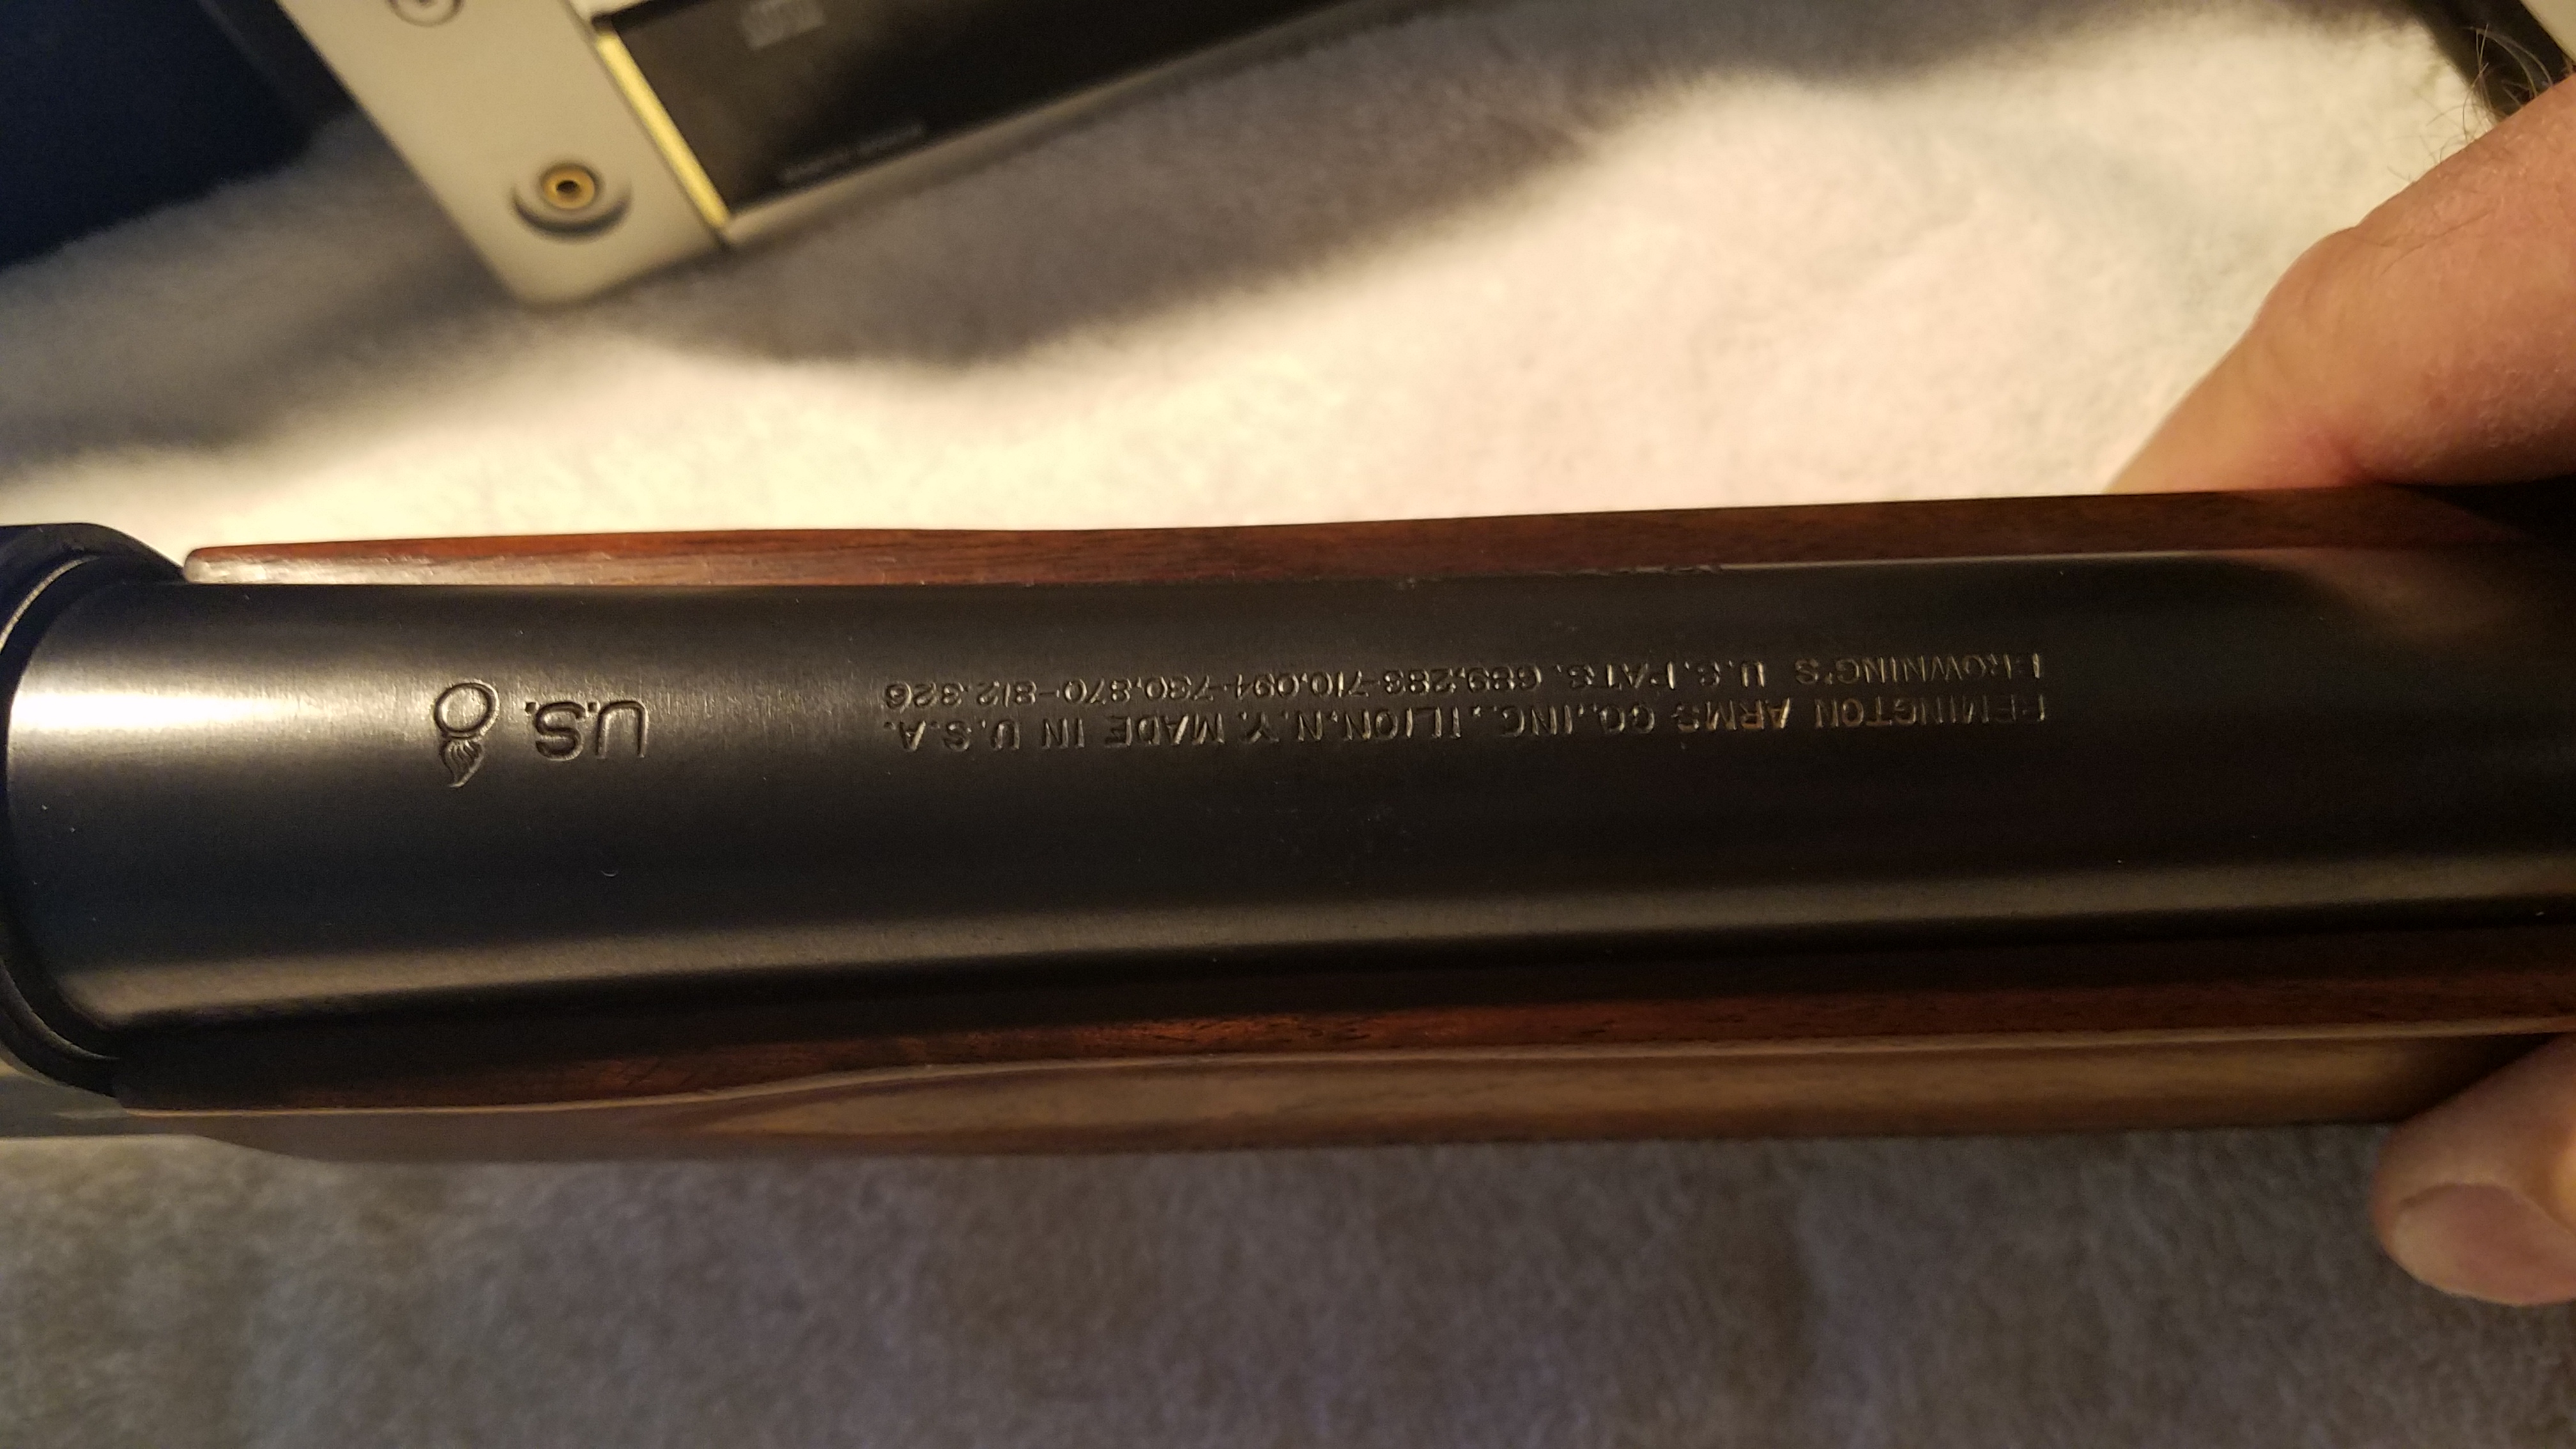 REMINGTON ARMS CO.,INC., ILION,N.Y. MADE IN U.S.A.
BROWNING'S U.S.PATS. 689,283-710,094-730,870-812,326
U.S.